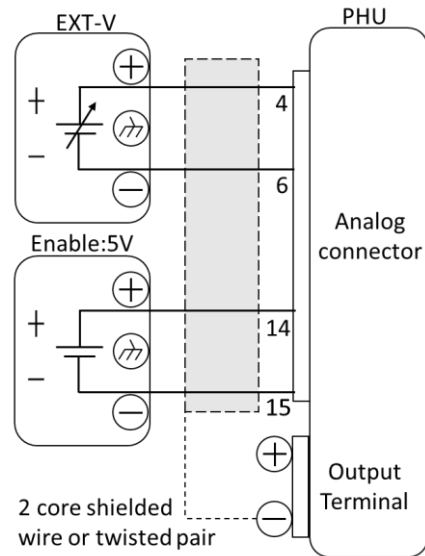 EXT-V
PHU
+
4
−
6
Analog
connector
Enable:5V
+
14
−
15
Output
Terminal
2 core shielded
wire or twisted pair